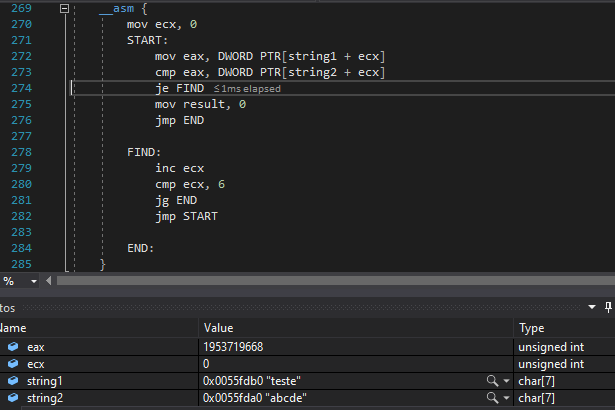 269 __asm {
270 mov ecx, 0
271 START:
272 mov eax, DWORD PTR[string1 + ecx]
273 cmp eax, DWORD PTR[string2 + ecx]
274 je FIND ≤1ms elapsed
275 mov result, 0
276 jmp END
277
278 FIND:
279 inc ecx
280 cmp ecx, 6
281 jg END
282 jmp START
283
284 END:
285 }
%
tos
Name Value Type
eax 1953719668 unsigned int
ecx 0 unsigned int
string1 0x0055fdb0 "teste" char[7]
string2 0x0055fda0 "abcde" char[7]